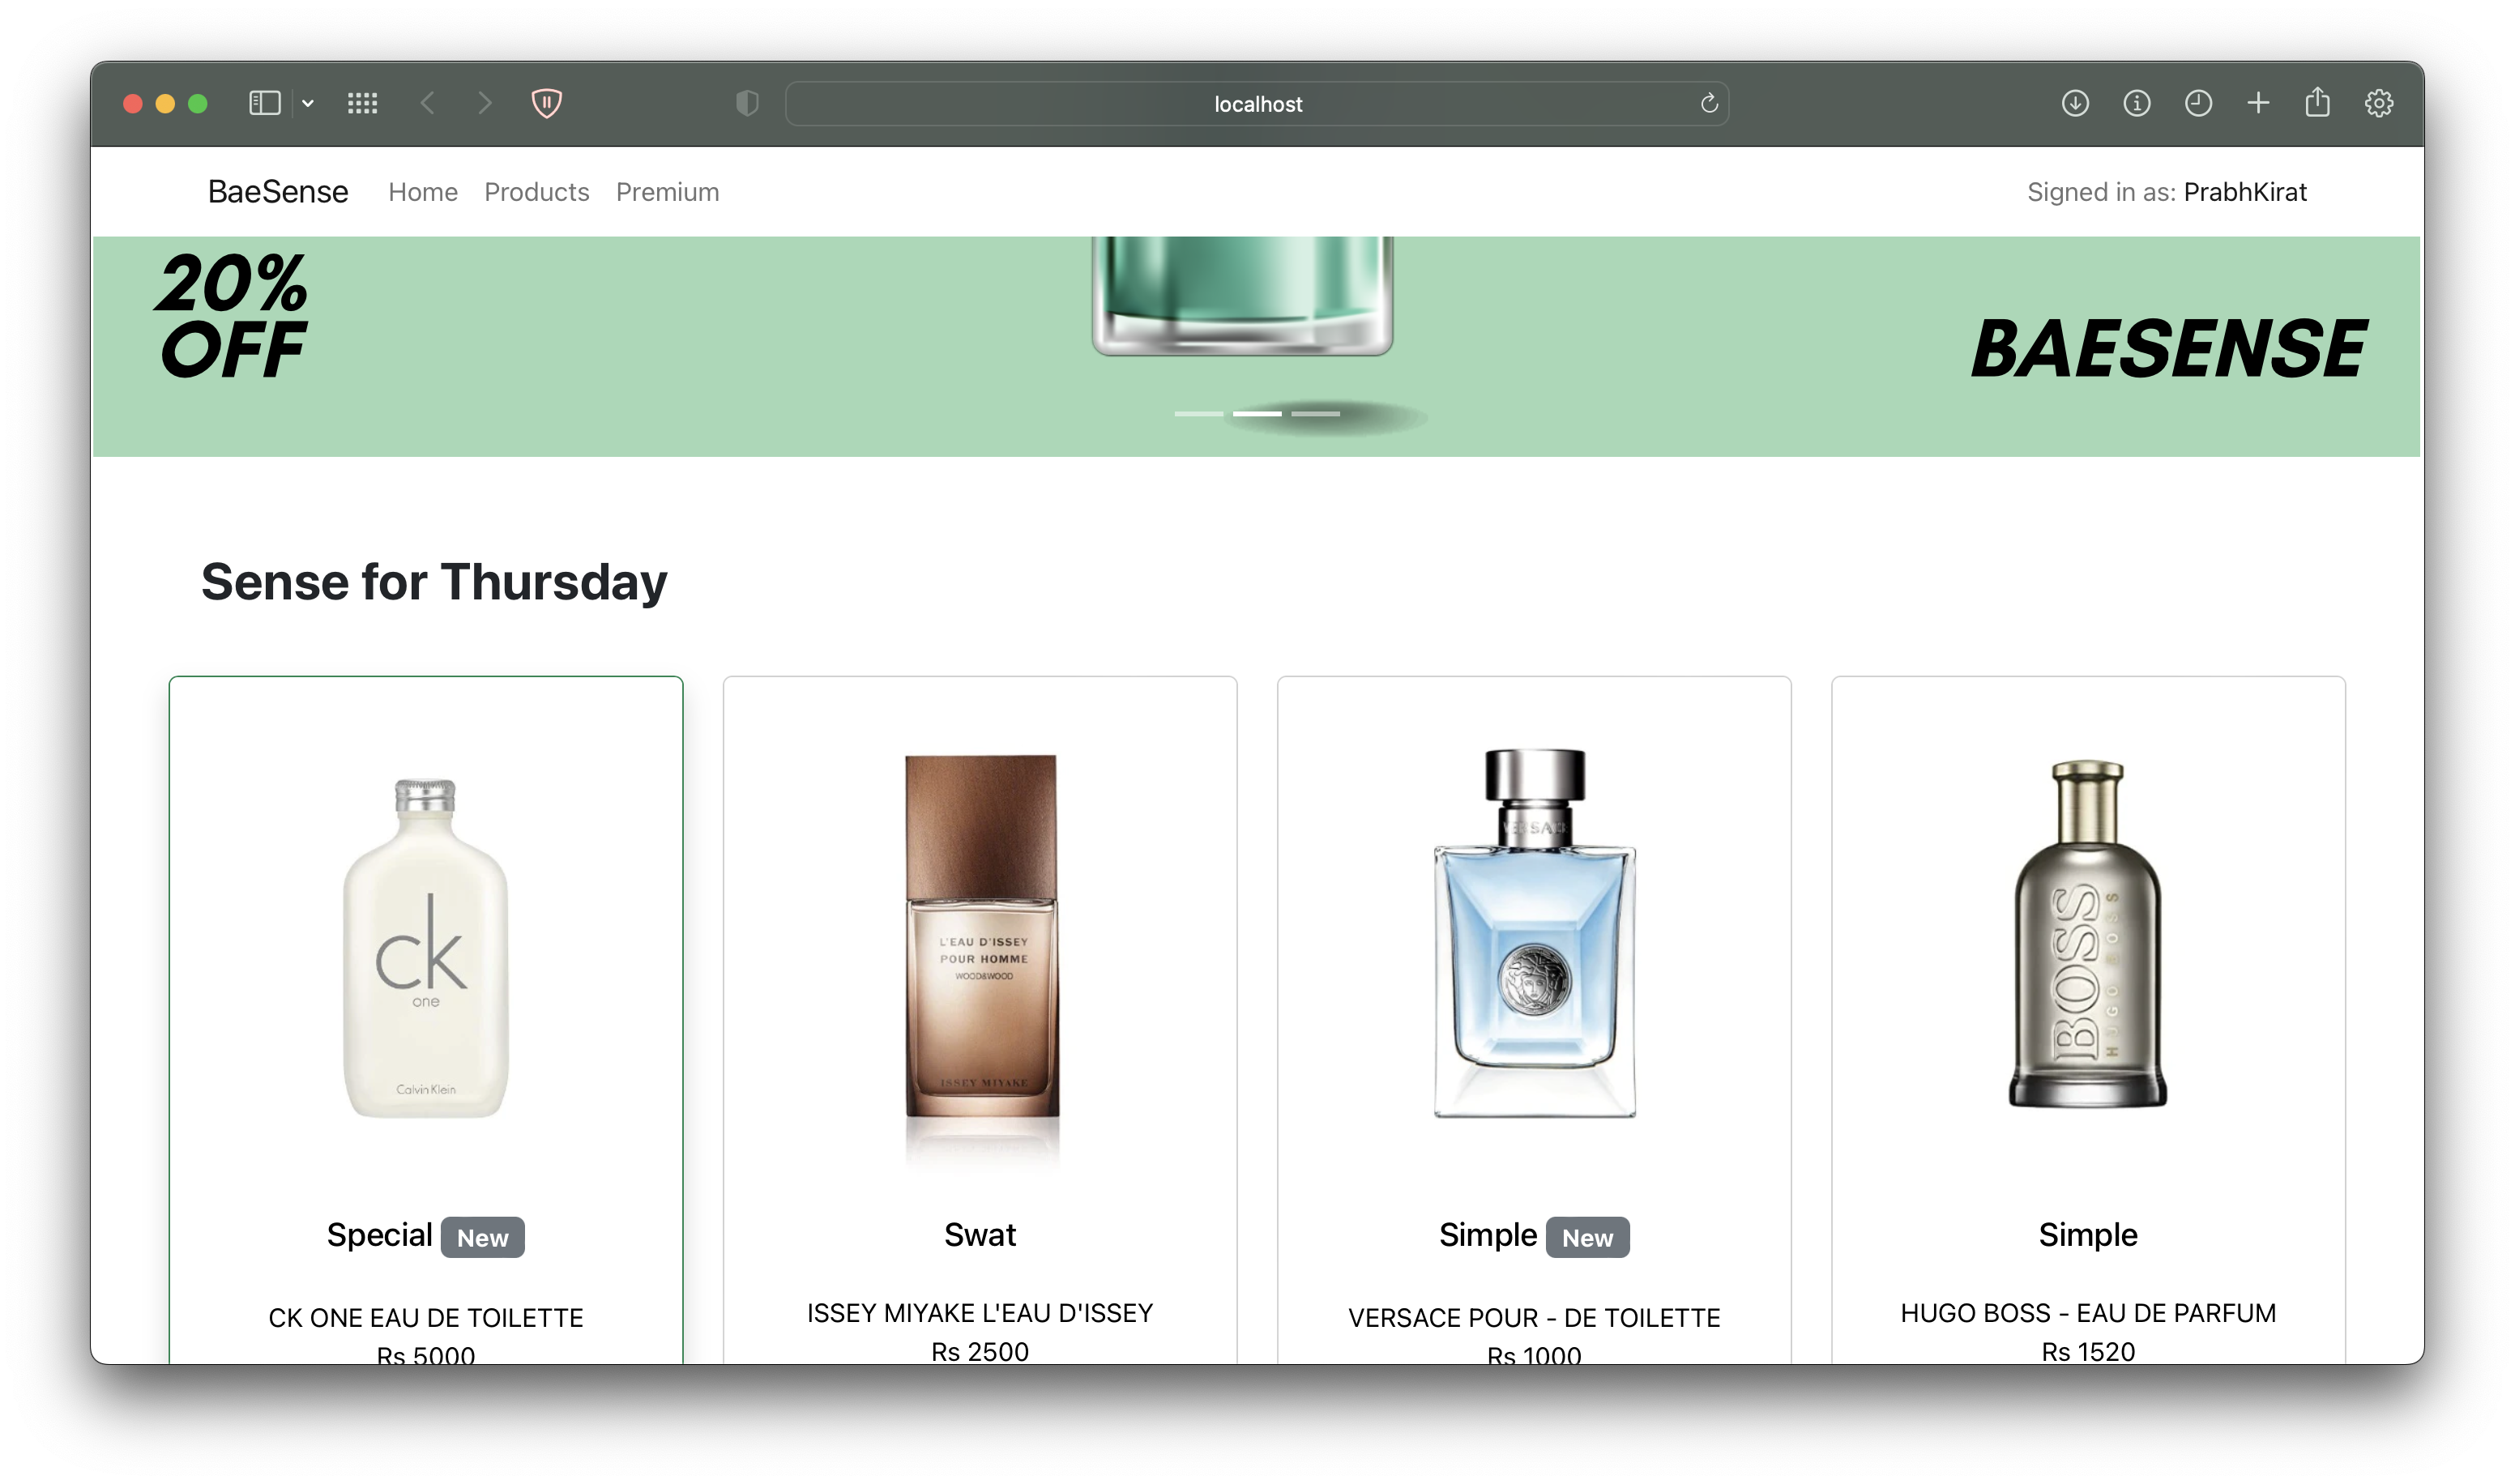 localhost
BaeSense Home Products Premium Signed in as: PrabhKirat
20%
OFF
BAESENSE
Sense for Thursday
ck
one
Calvin Klein
L'EAU D'ISSEY
POUR HOMME
WOOD&WOOD
ISSEY MIYAKE
BOSS
HUGO BOSS
Special New
Swat
Simple New
Simple
CK ONE EAU DE TOILETTE
Rs 5000
ISSEY MIYAKE L'EAU D'ISSEY
Rs 2500
VERSACE POUR - DE TOILETTE
Rs 1000
HUGO BOSS - EAU DE PARFUM
Rs 1520